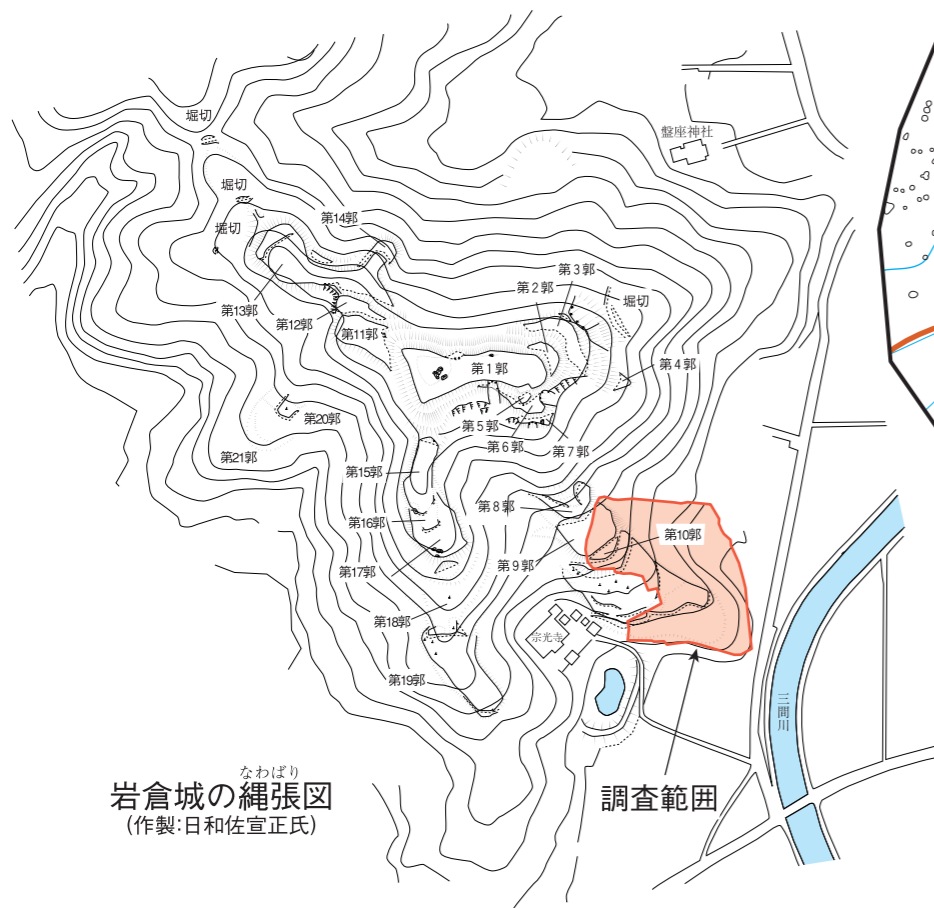 堀切
盤座神社
堀切
堀切
第14郭
第3郭
第2郭
堀切
第13郭
第12郭
第11郭
第1郭
第4郭
第20郭
第5郭
第6郭
第7郭
第21郭
第15郭
第8郭
第16郭
第10郭
第9郭
第17郭
第18郭
宗光寺
第19郭
三間川
なわばり
岩倉城の縄張図
(作製:日和佐宣正氏)
調査範囲